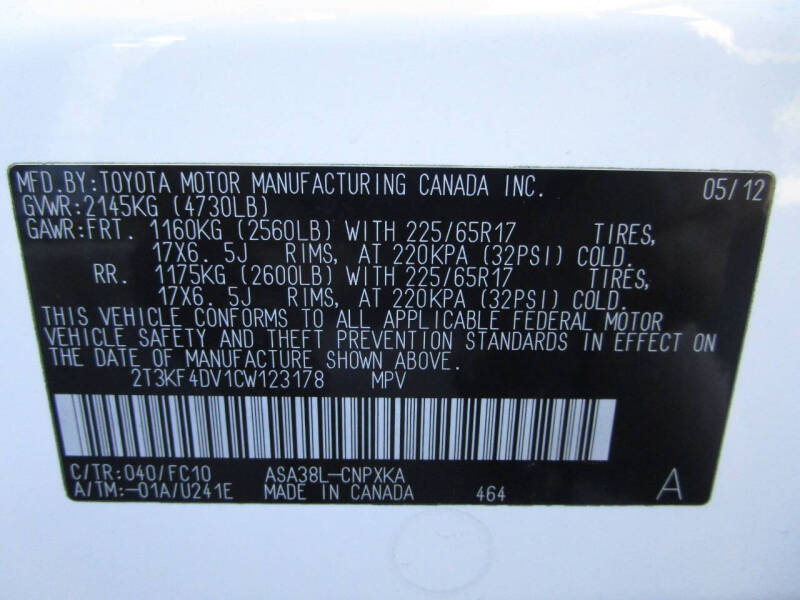 MFD.BY:TOYOTA MOTOR MANUFACTURING CANADA INC. 05/12
GVWR:2145KG (4730LB)
GAWR:FRT. 1160KG (2560LB) WITH 225/65R17 TIRES,
17X6. 5J RIMS, AT 220KPA (32PSI) COLD.
RR. 1175KG (2600LB) WITH 225/65R17 TIRES,
17X6. 5J RIMS, AT 220KPA (32PSI) COLD.
THIS VEHICLE CONFORMS TO ALL APPLICABLE FEDERAL MOTOR
VEHICLE SAFETY AND THEFT PREVENTION STANDARDS IN EFFECT ON
THE DATE OF MANUFACTURE SHOWN ABOVE.
2T3KF4DV1CW123178 MPV
C/TR:040/FC10 ASA38L-CNPXKA
A/TM:-01A/U241E MADE IN CANADA 464 A